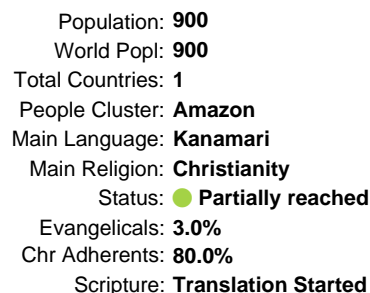 Population: 900
World Popl: 900
Total Countries: 1
People Cluster: Amazon
Main Language: Kanamari
Main Religion: Christianity
Status: Partially reached
Evangelicals: 3.0%
Chr Adherents: 80.0%
Scripture: Translation Started